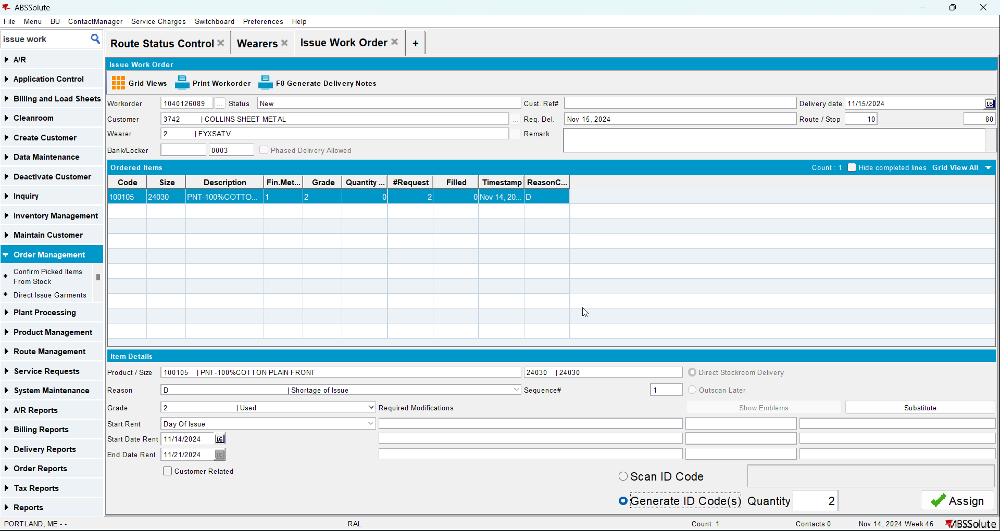 ABSSolute
File Menu BU ContactManager Service Charges Switchboard Preferences Help
issue work
Route Status Control Wearers Issue Work Order +
A/R
Application Control
Billing and Load Sheets
Cleanroom
Create Customer
Data Maintenance
Deactivate Customer
Inquiry
Inventory Management
Maintain Customer
Order Management
Confirm Picked Items
From Stock
Direct Issue Garments
Plant Processing
Product Management
Route Management
Service Requests
System Maintenance
A/R Reports
Billing Reports
Delivery Reports
Order Reports
Tax Reports
Reports
Issue Work Order
Grid Views Print Workorder F8 Generate Delivery Notes
Workorder 1040126089 ... Status New Cust. Ref# Delivery date 11/15/2024 16
Customer 3742 | COLLINS SHEET METAL ... Req. Del. Nov 15, 2024 Route / Stop 10 80
Wearer 2 | FYXSATV ... Remark
Bank/Locker 0003 Phased Delivery Allowed
Ordered Items Count : 1 Hide completed lines Grid View All
Code Size Description Fin.Met... Grade Quantity ... #Request Filled Timestamp ReasonC...
100105 24030 PNT-100%COTTO... 1 2 0 2 0 Nov 14, 20... D
Item Details
Product / Size 100105 | PNT-100%COTTON PLAIN FRONT 24030 | 24030 Direct Stockroom Delivery
Reason D | Shortage of Issue Sequence# 1 Outscan Later
Grade 2 | Used Required Modifications Show Emblems Substitute
Start Rent Day Of Issue
Start Date Rent 11/14/2024 16
End Date Rent 11/21/2024 16
Customer Related
Scan ID Code
Generate ID Code(s) Quantity 2 Assign
PORTLAND, ME - - RAL Count: 1 Contacts 0 Nov 14, 2024 Week 46 ABSSolute